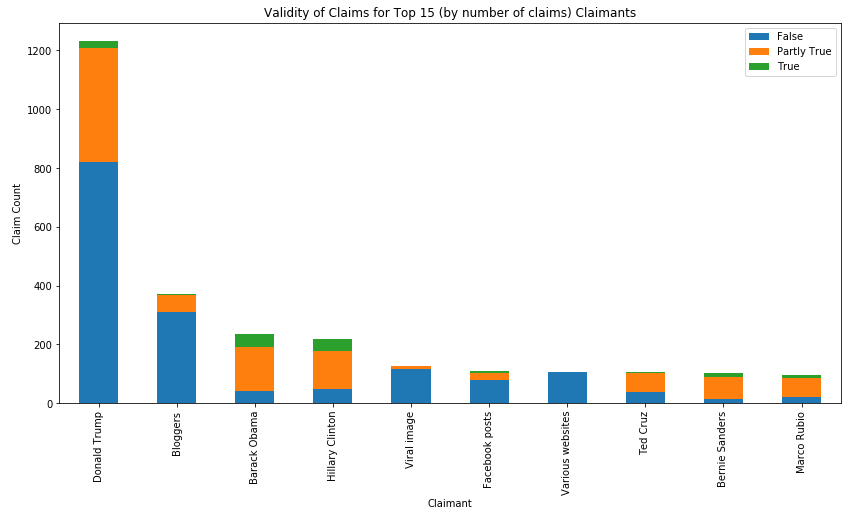 Validity of Claims for Top 15 (by number of claims) Claimants
False
Partly True
True
1200
1000
800
600
400
200
0
Claim Count
Donald Trump
Bloggers
Barack Obama
Hillary Clinton
Viral image
Facebook posts
Various websites
Ted Cruz
Bernie Sanders
Marco Rubio
Claimant